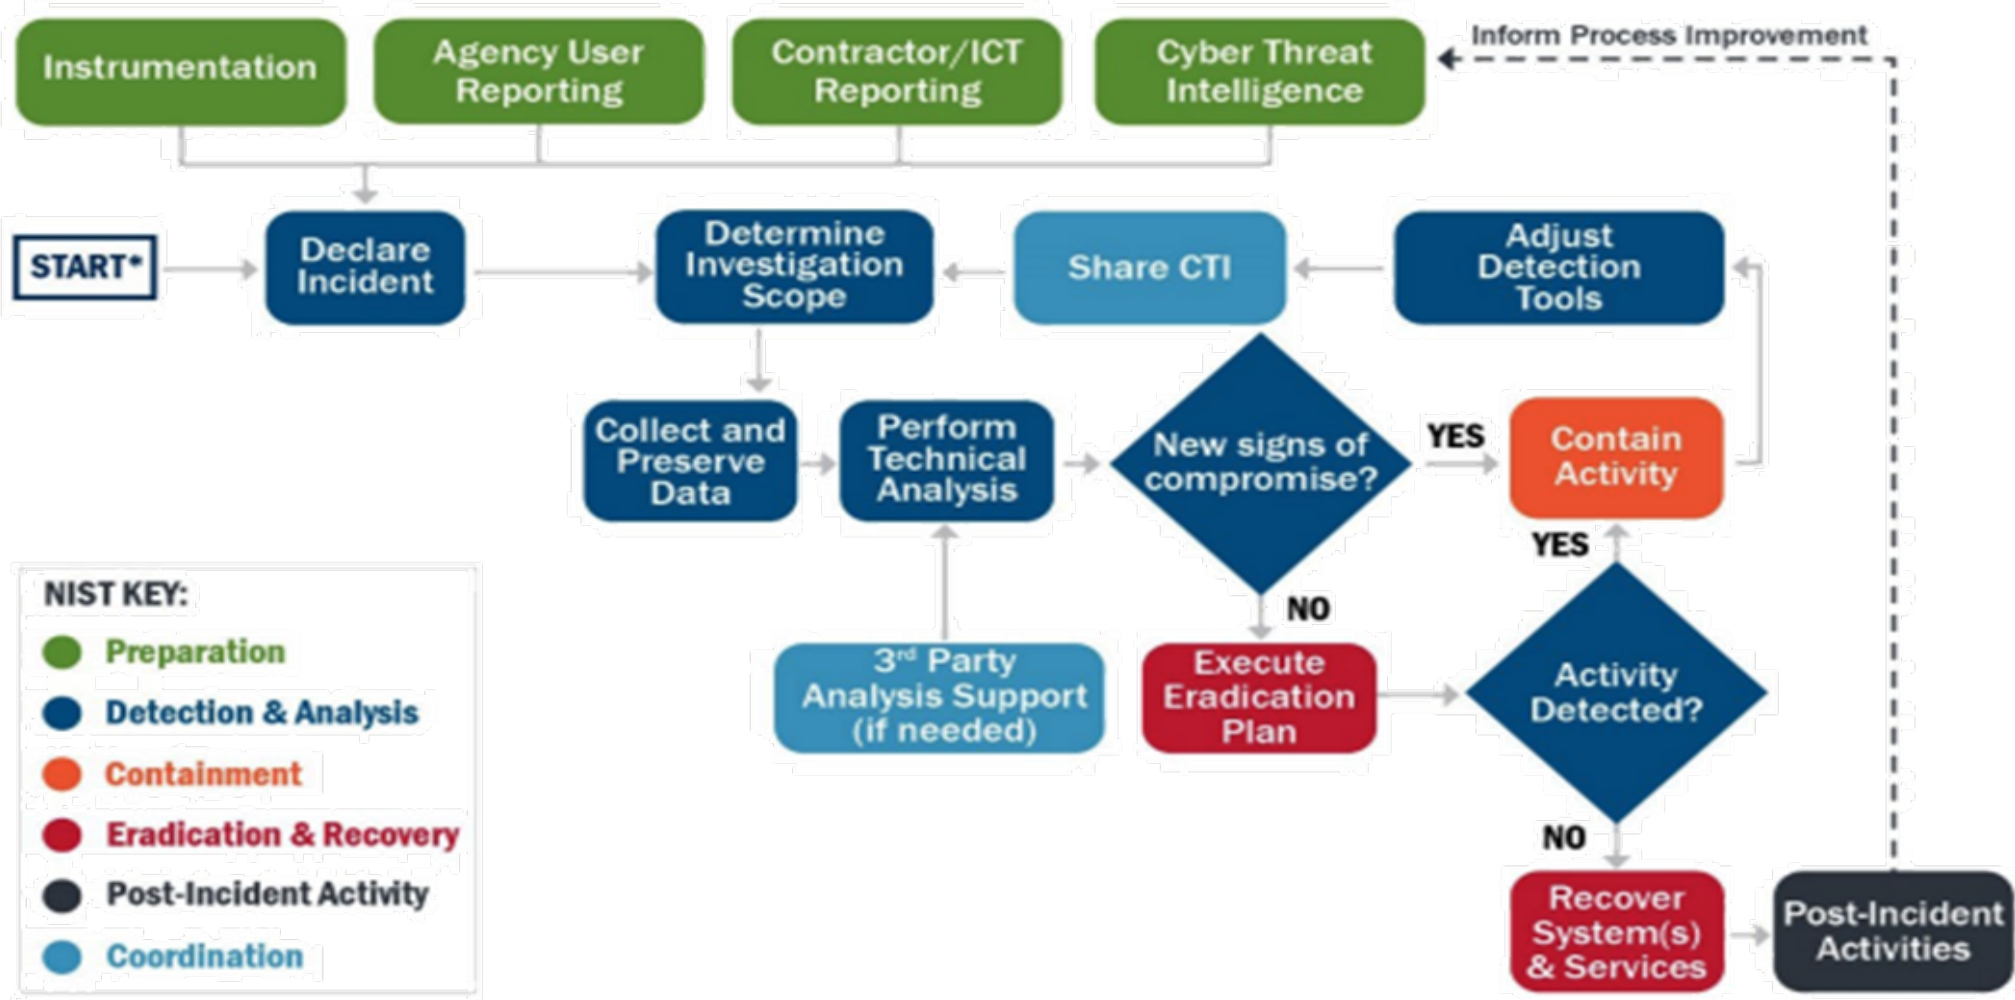 Instrumentation
Agency User
Reporting
Contractor/ICT
Reporting
Cyber Threat
Intelligence
Inform Process Improvement
START*
Declare
Incident
Determine
Investigation
Scope
Share CTI
Adjust
Detection
Tools
Collect and
Preserve
Data
Perform
Technical
Analysis
New signs of
compromise?
YES
Contain
Activity
YES
NO
3rd Party
Analysis Support
(if needed)
Execute
Eradication
Plan
Activity
Detected?
NO
Recover
System(s)
& Services
Post-Incident
Activities
NIST KEY:
Preparation
Detection & Analysis
Containment
Eradication & Recovery
Post-Incident Activity
Coordination